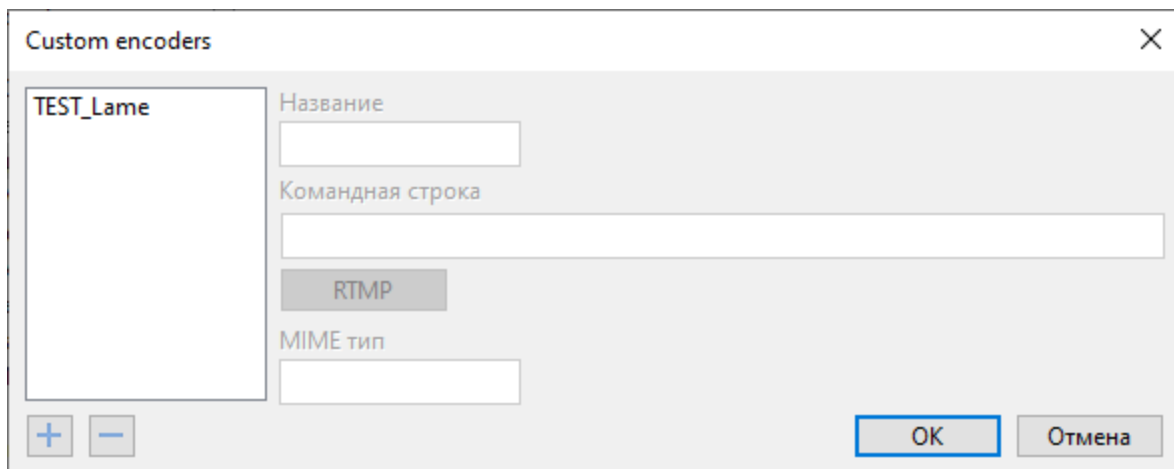 Custom encoders
TEST_Lame
Название
Командная строка
RTMP
MIME тип
OK
Отмена